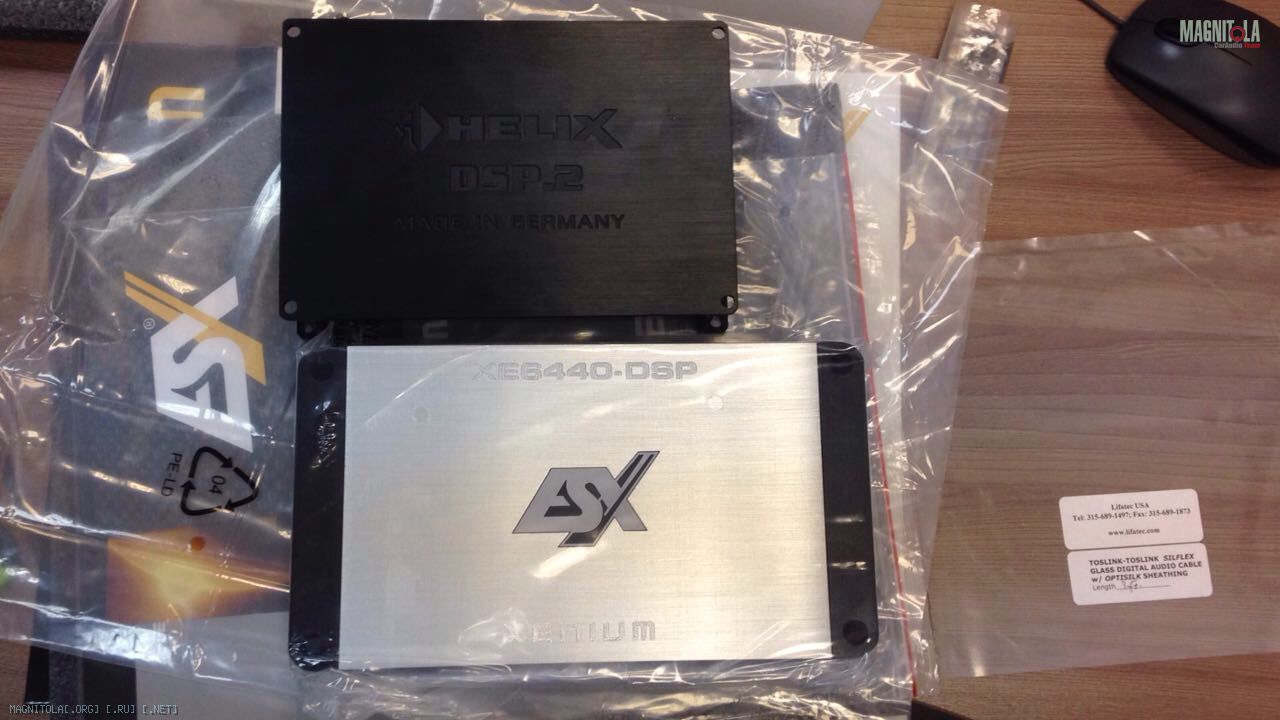 MAGNITOLA
CarAudio Team
HELIX
DSP.2
MADE IN GERMANY
ESX
®
04
PE-LD
XE6440-DSP
ESX
XETIUM
Lifatec USA
Tel: 315-689-1497; Fax: 315-689-1873
www.lifatec.com
TOSLINK-TOSLINK SILFLEX
GLASS DIGITAL AUDIO CABLE
w/ OPTISILK SHEATHING
Length
MAGNITOLA[.ORG] [.RU] [.NET]